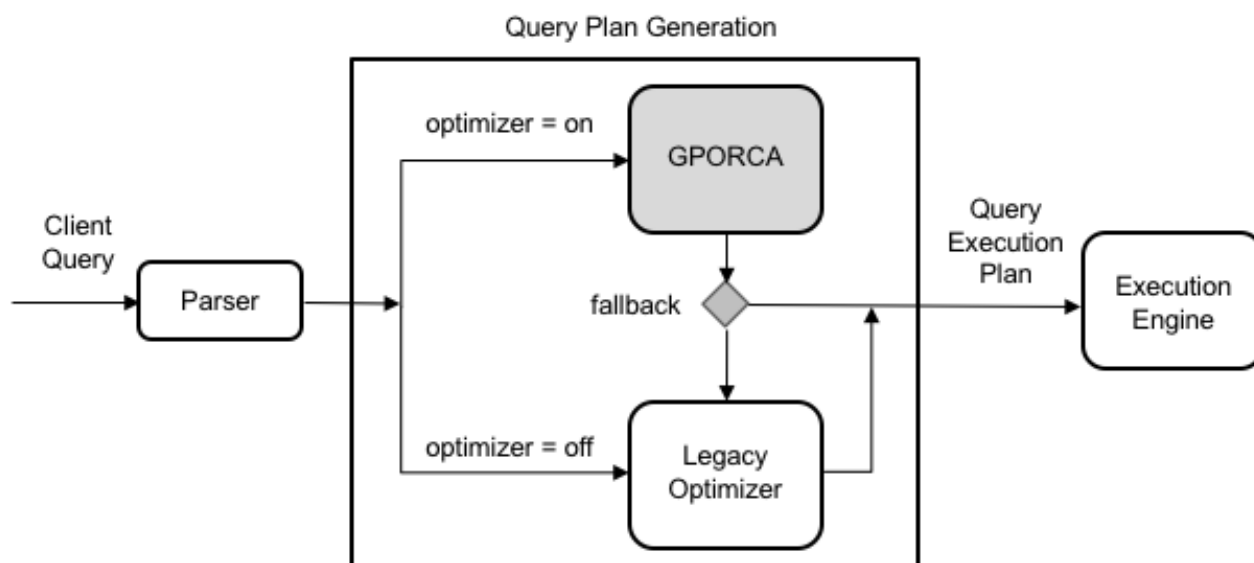 Query Plan Generation
optimizer = on
GPORCA
Client
Query
Parser
fallback
Query
Execution
Plan
Execution
Engine
optimizer = off
Legacy
Optimizer